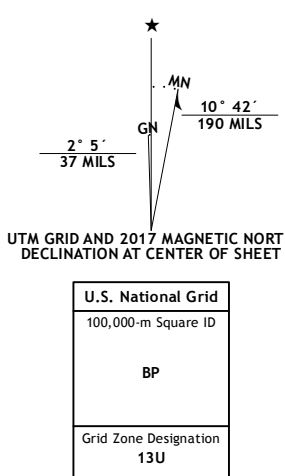 MN
GN
10° 42´
190 MILS
2° 5´
37 MILS
UTM GRID AND 2017 MAGNETIC NORT
DECLINATION AT CENTER OF SHEET
U.S. National Grid
100,000-m Square ID
BP
Grid Zone Designation
13U